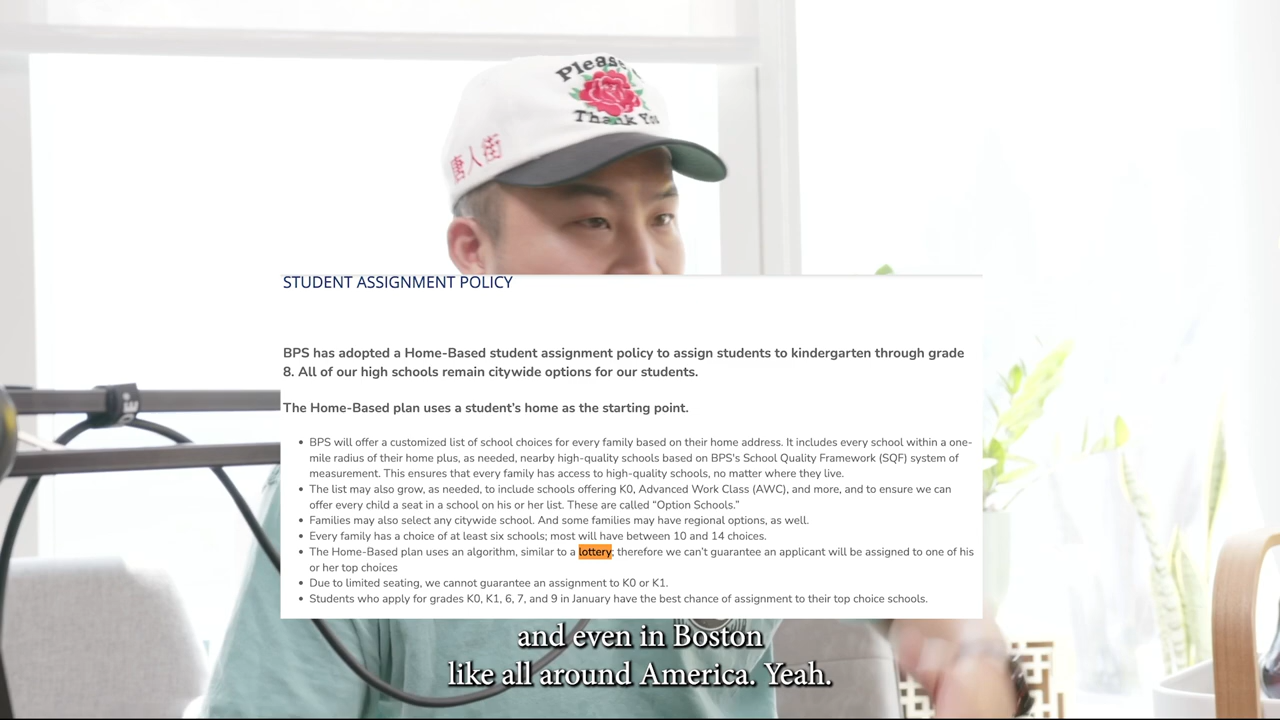 Please
Thank You
唐人街
STUDENT ASSIGNMENT POLICY
BPS has adopted a Home-Based student assignment policy to assign students to kindergarten through grade
8. All of our high schools remain citywide options for our students.
The Home-Based plan uses a student's home as the starting point.
• BPS will offer a customized list of school choices for every family based on their home address. It includes every school within a one-
mile radius of their home plus, as needed, nearby high-quality schools based on BPS's School Quality Framework (SQF) system of
measurement. This ensures that every family has access to high-quality schools, no matter where they live.
• The list may also grow, as needed, to include schools offering K0, Advanced Work Class (AWC), and more, and to ensure we can
offer every child a seat in a school on his or her list. These are called “Option Schools.”
• Families may also select any citywide school. And some families may have regional options, as well.
• Every family has a choice of at least six schools; most will have between 10 and 14 choices.
• The Home-Based plan uses an algorithm, similar to a lottery; therefore we can't guarantee an applicant will be assigned to one of his
or her top choices
• Due to limited seating, we cannot guarantee an assignment to K0 or K1.
• Students who apply for grades K0, K1, 6, 7, and 9 in January have the best chance of assignment to their top choice schools.
and even in Boston
like all around America. Yeah.